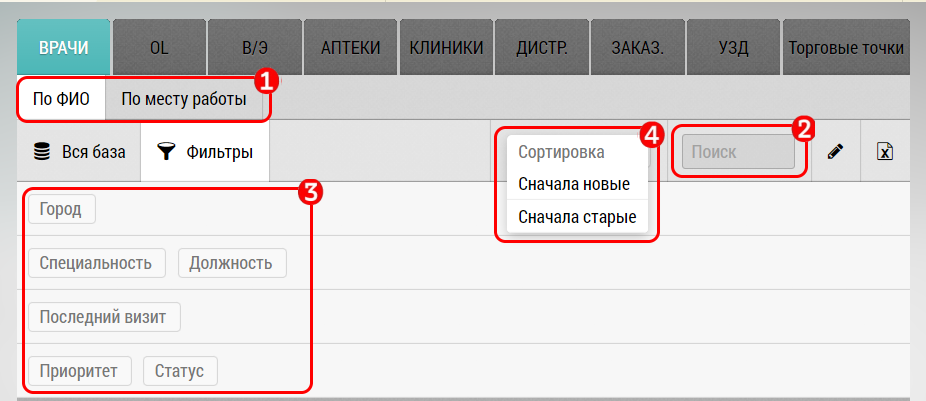 ВРАЧИ OL В/Э АПТЕКИ КЛИНИКИ ДИСТР. ЗАКАЗ. УЗД Торговые точки
По ФИО По месту работы 1
Вся база Фильтры Сортировка 4 Поиск 2
Сначала новые
Сначала старые
3
Город
Специальность Должность
Последний визит
Приоритет Статус